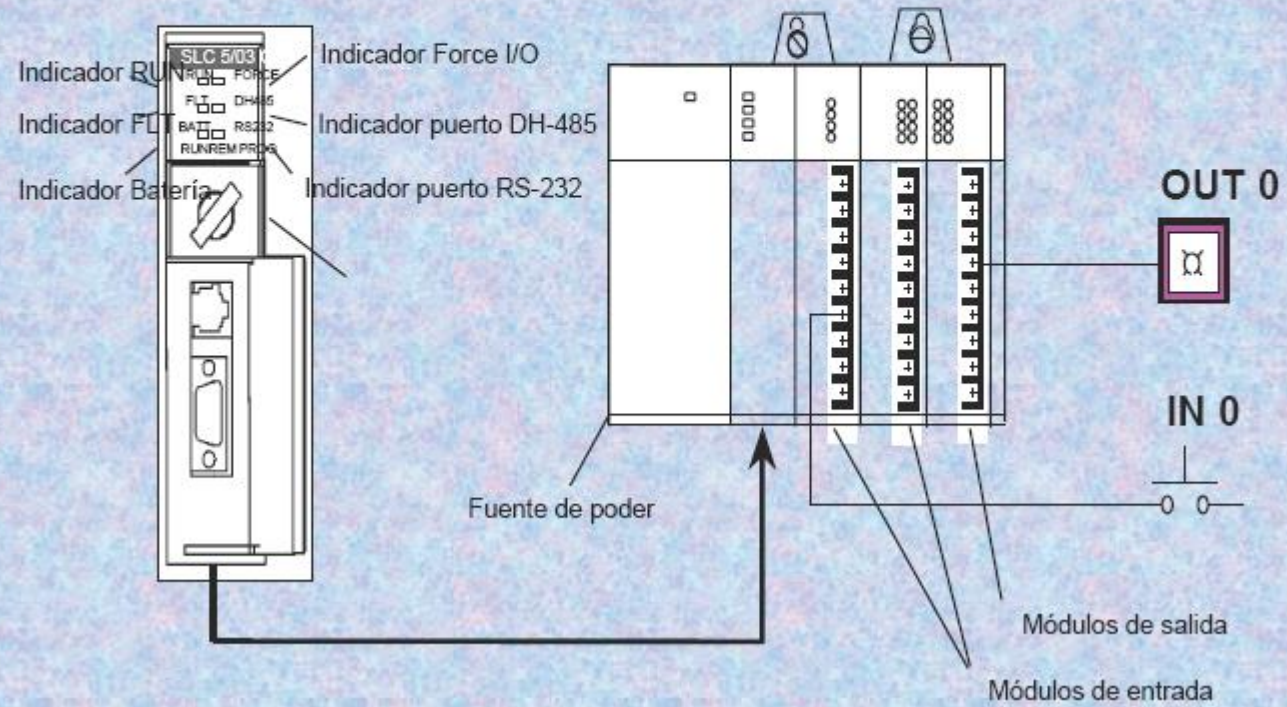 SLC 5/03
RUN FORCE
FLT DH485
BATT RS232
RUN REM PROG
Indicador RUN
Indicador FLT
Indicador Batería
Indicador Force I/O
Indicador puerto DH-485
Indicador puerto RS-232
OUT 0
IN 0
Fuente de poder
Módulos de salida
Módulos de entrada